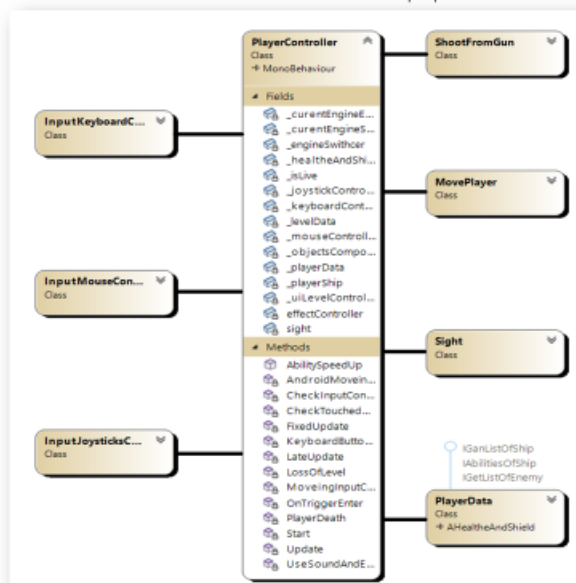 PlayerController
Class
MonoBehaviour
Fields
_curentEngineE...
_curentEngineS...
_engineSwithcer
_healtheAndShi...
_isLive
_joystickContro...
_keyboardCont...
_levelData
_mouseControll...
_objectsCompo...
_playerData
_playerShip
_uiLevelControl...
effectController
sight
Methods
AbilitySpeedUp
AndroidMovein...
CheckInputCon...
CheckTouched...
FixedUpdate
KeyboardButto...
LateUpdate
LossOfLevel
MoveingInputC...
OnTriggerEnter
PlayerDeath
Start
Update
UseSoundAndE...
InputKeyboardC...
Class
InputMouseCon...
Class
InputJoysticksC...
Class
ShootFromGun
Class
MovePlayer
Class
Sight
Class
IGanListOfShip
IAbilitiesOfShip
IGetListOfEnemy
PlayerData
Class
AHealtheAndShield